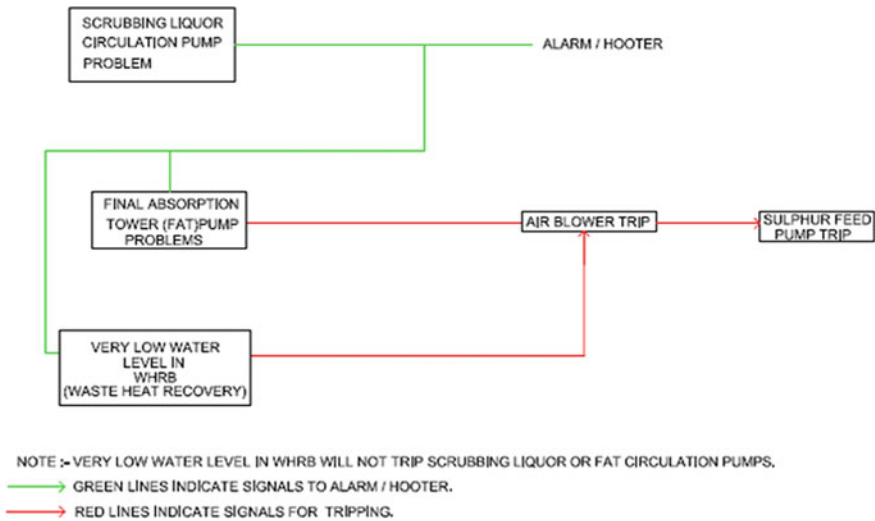 SCRUBBING LIQUOR
CIRCULATION PUMP
PROBLEM
ALARM / HOOTER
FINAL ABSORPTION
TOWER (FAT)PUMP
PROBLEMS
AIR BLOWER TRIP
SULPHUR FEED
PUMP TRIP
VERY LOW WATER
LEVEL IN
WHRB
(WASTE HEAT RECOVERY)
NOTE :- VERY LOW WATER LEVEL IN WHRB WILL NOT TRIP SCRUBBING LIQUOR OR FAT CIRCULATION PUMPS.
GREEN LINES INDICATE SIGNALS TO ALARM / HOOTER.
RED LINES INDICATE SIGNALS FOR TRIPPING.